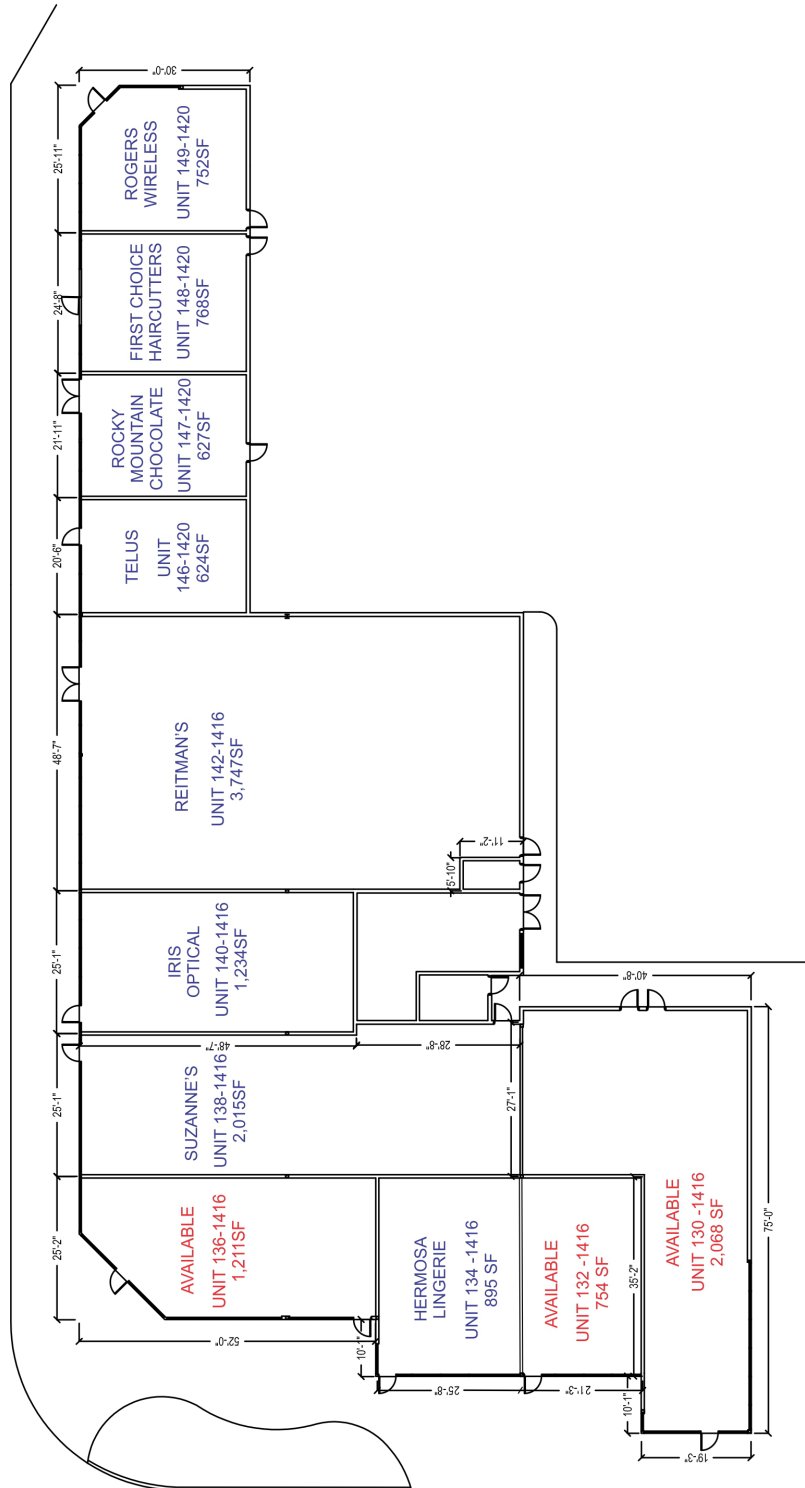 30'-0"
25'-11"
ROGERS
WIRELESS
UNIT 149-1420
752SF
24'-8"
FIRST CHOICE
HAIRCUTTERS
UNIT 148-1420
768SF
21'-11"
ROCKY
MOUNTAIN
CHOCOLATE
UNIT 147-1420
627SF
20'-6"
TELUS
UNIT
146-1420
624SF
48'-7"
REITMAN'S
UNIT 142-1416
3,747SF
11'-2"
5'-10"
25'-1"
IRIS
OPTICAL
UNIT 140-1416
1,234SF
40'-8"
48'-7"
28'-8"
25'-1"
SUZANNE'S
UNIT 138-1416
2,015SF
27'-1"
25'-2"
AVAILABLE
UNIT 136-1416
1,211SF
52'-0"
10'-1"
HERMOSA
LINGERIE
UNIT 134 -1416
895 SF
25'-8"
AVAILABLE
UNIT 132 -1416
754 SF
35'-2"
21'-3"
10'-1"
AVAILABLE
UNIT 130 -1416
2,068 SF
75'-0"
19'-3"